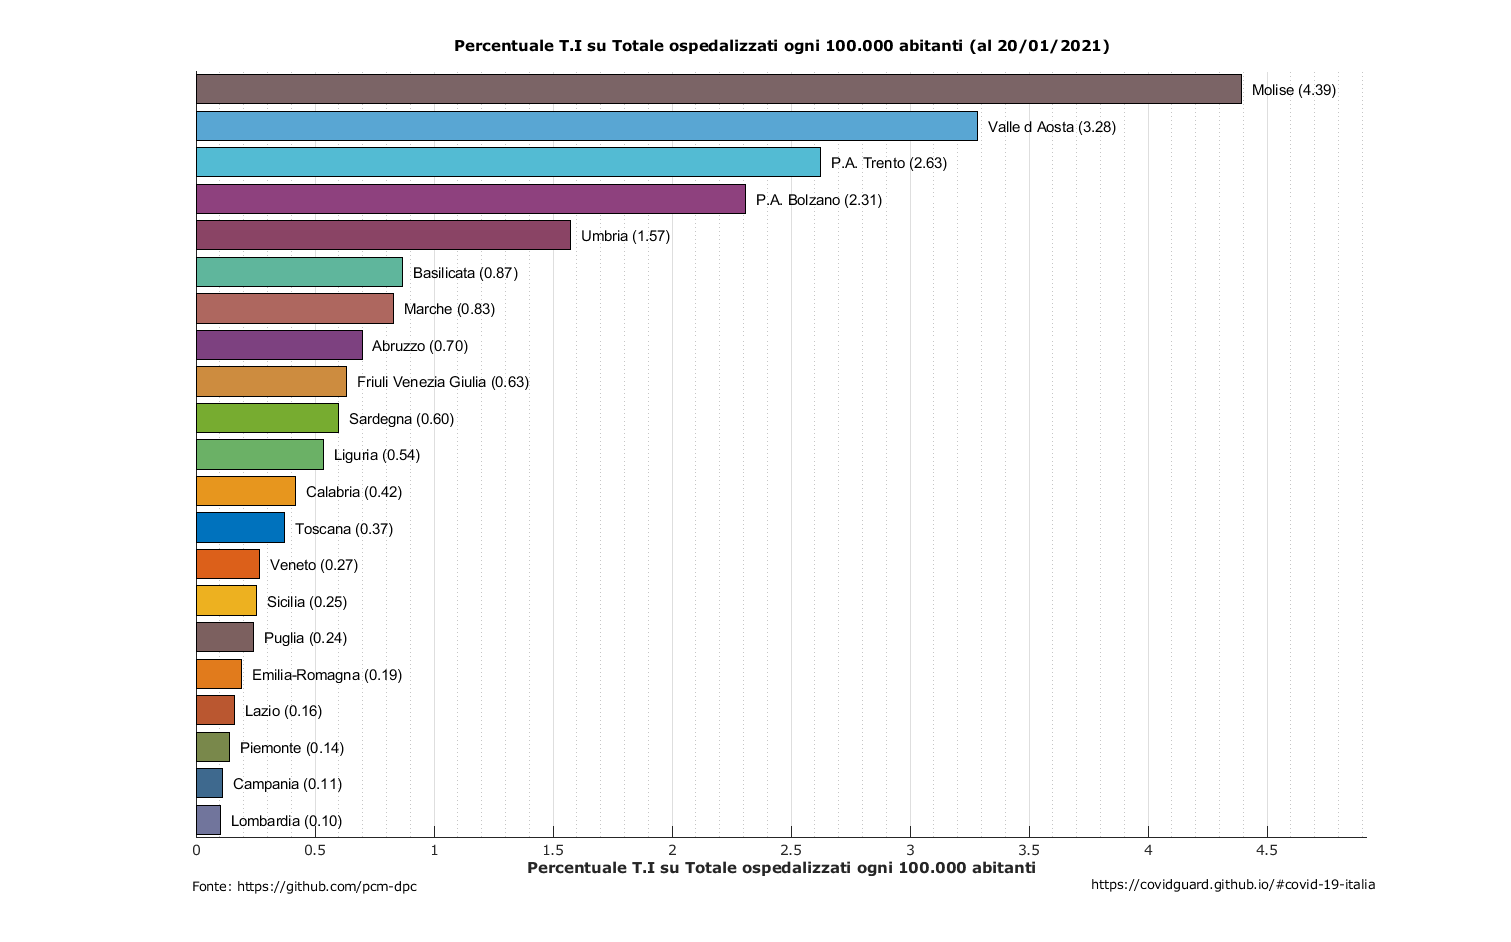 Percentuale T.I su Totale ospedalizzati ogni 100.000 abitanti (al 20/01/2021)
Molise (4.39)
Valle d Aosta (3.28)
P.A. Trento (2.63)
P.A. Bolzano (2.31)
Umbria (1.57)
Basilicata (0.87)
Marche (0.83)
Abruzzo (0.70)
Friuli Venezia Giulia (0.63)
Sardegna (0.60)
Liguria (0.54)
Calabria (0.42)
Toscana (0.37)
Veneto (0.27)
Sicilia (0.25)
Puglia (0.24)
Emilia-Romagna (0.19)
Lazio (0.16)
Piemonte (0.14)
Campania (0.11)
Lombardia (0.10)
0 0.5 1 1.5 2 2.5 3 3.5 4 4.5
Percentuale T.I su Totale ospedalizzati ogni 100.000 abitanti
Fonte: https://github.com/pcm-dpc
https://covidguard.github.io/#covid-19-italia